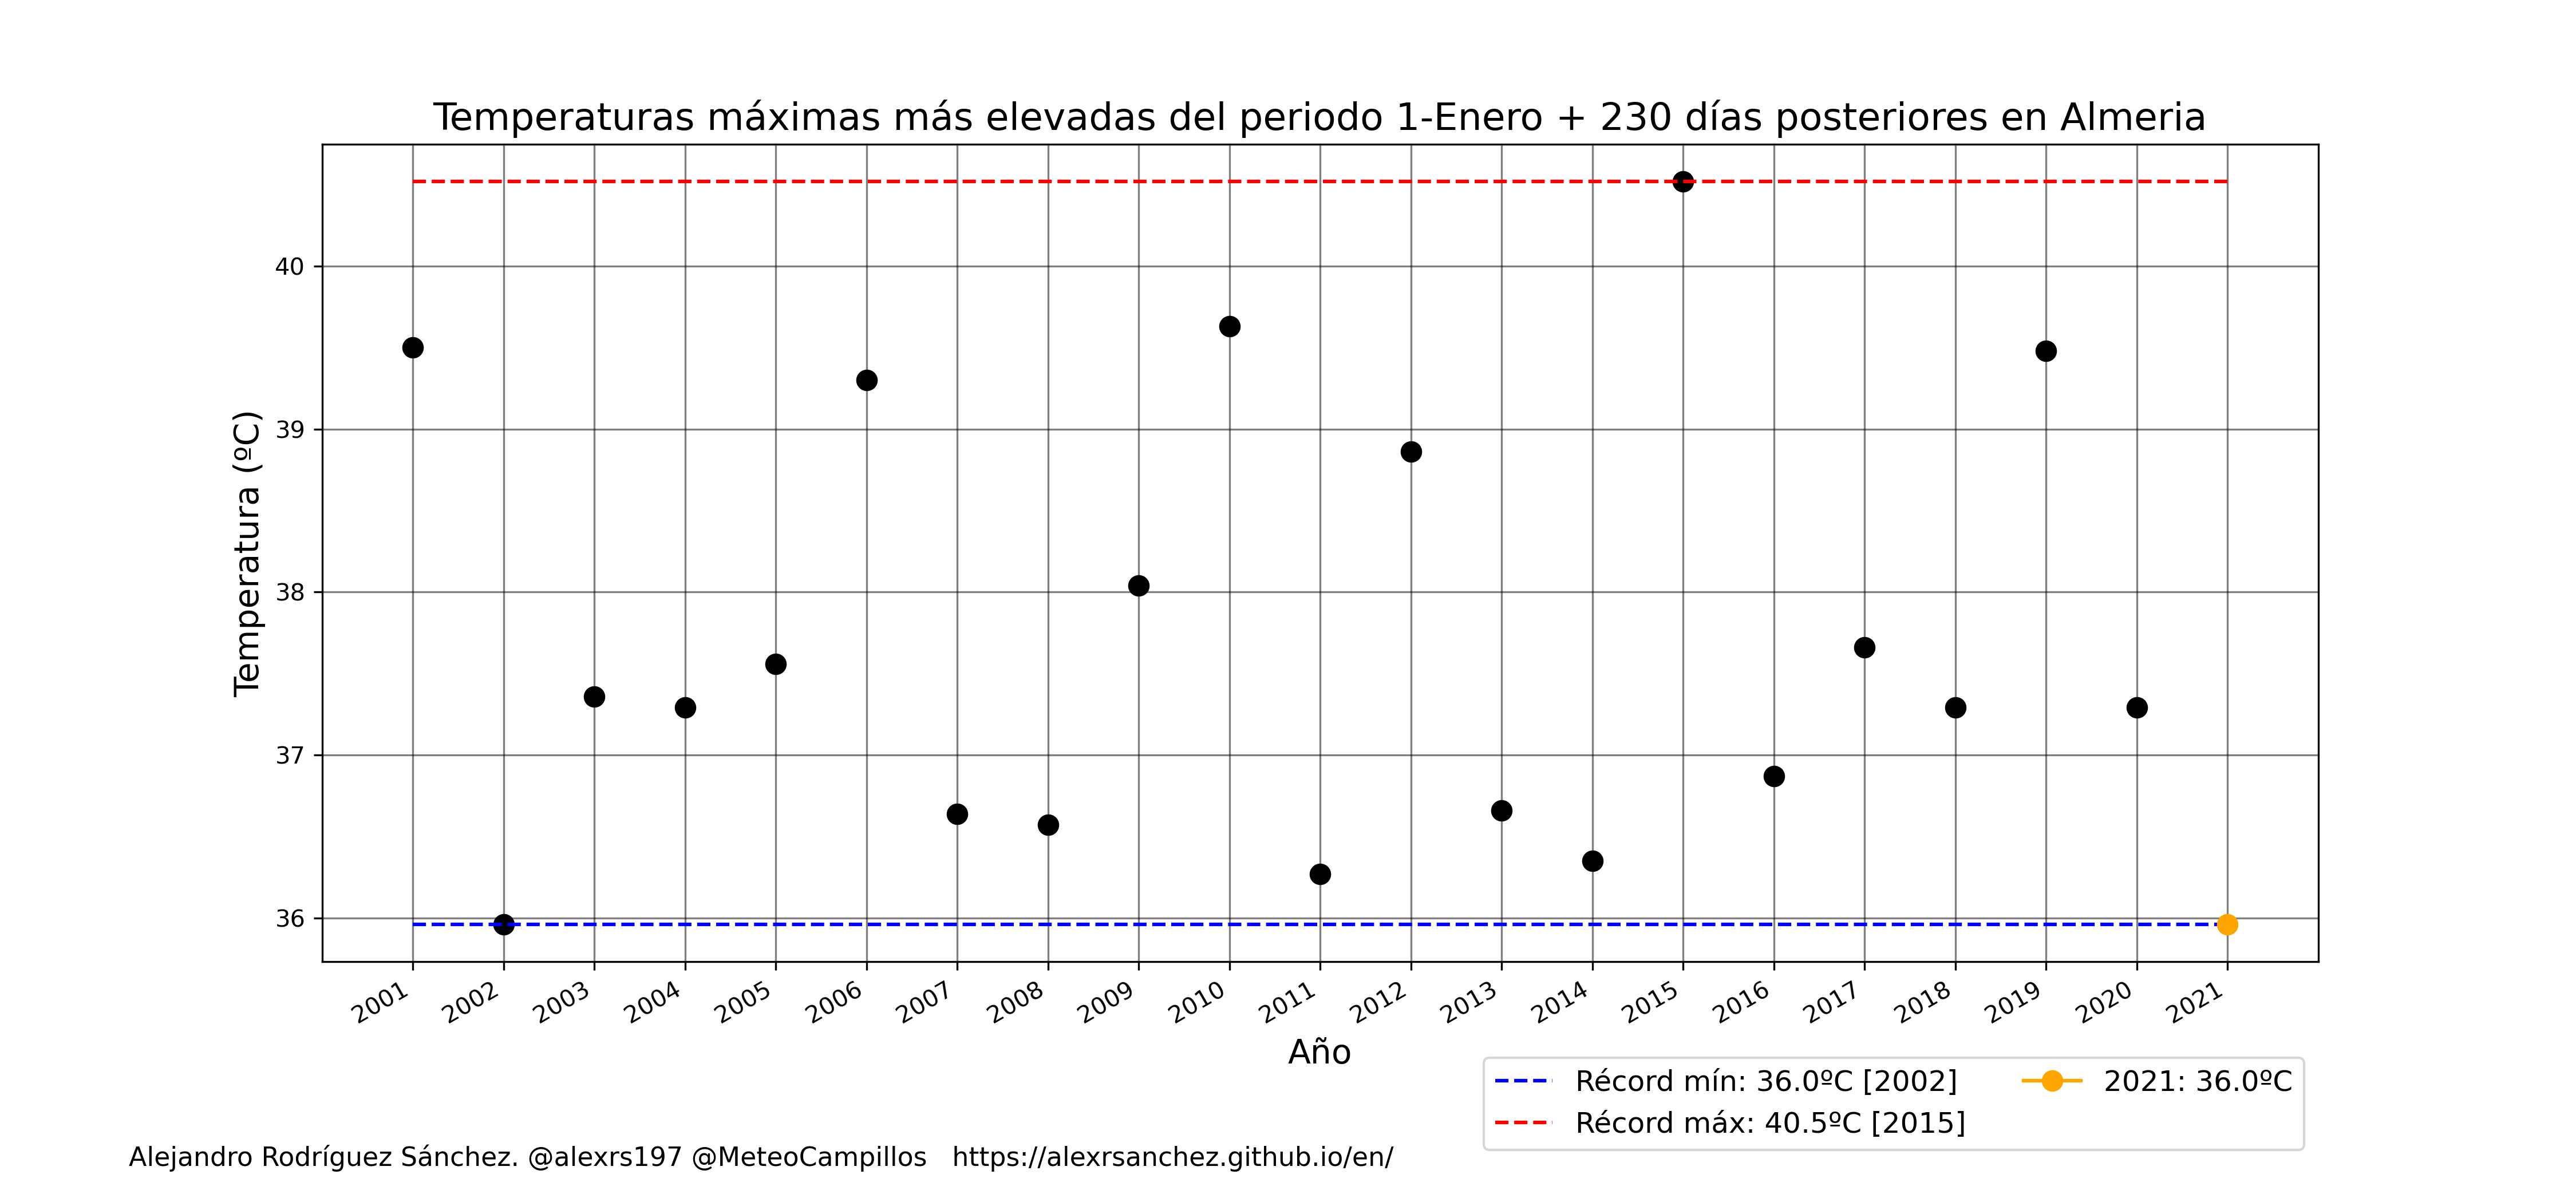 Temperaturas máximas más elevadas del periodo 1-Enero + 230 días posteriores en Almeria
Temperatura (ºC)
40
39
38
37
36
2001 2002 2003 2004 2005 2006 2007 2008 2009 2010 2011 2012 2013 2014 2015 2016 2017 2018 2019 2020 2021
Año
Récord mín: 36.0ºC [2002]
Récord máx: 40.5ºC [2015]
2021: 36.0ºC
Alejandro Rodríguez Sánchez. @alexrs197 @MeteoCampillos   https://alexrsanchez.github.io/en/